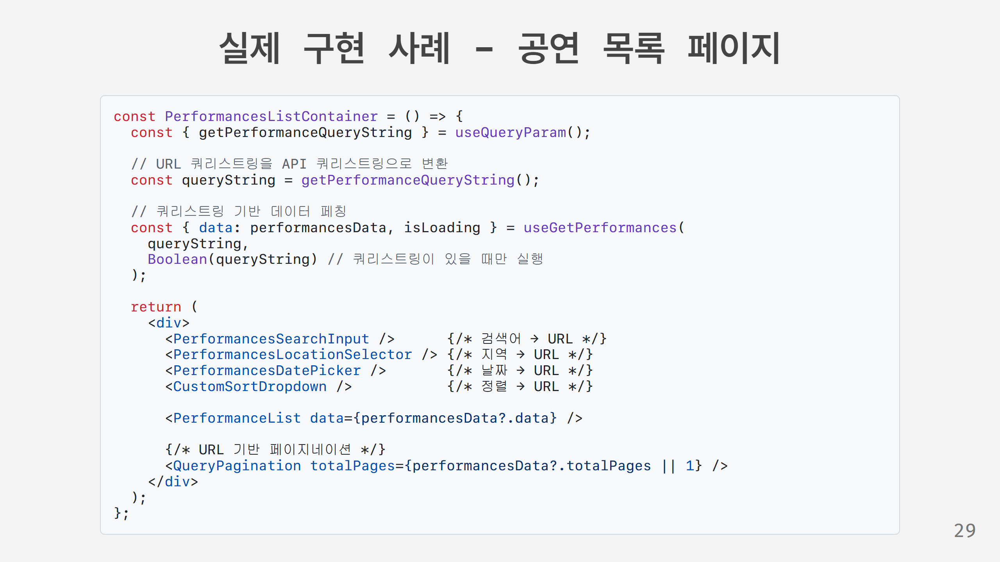 실제 구현 사례 - 공연 목록 페이지
const PerformancesListContainer = () => {
  const { getPerformanceQueryString } = useQueryParam();

  // URL 쿼리스트링을 API 쿼리스트링으로 변환
  const queryString = getPerformanceQueryString();

  // 쿼리스트링 기반 데이터 페칭
  const { data: performancesData, isLoading } = useGetPerformances(
    queryString,
    Boolean(queryString) // 쿼리스트링이 있을 때만 실행
  );

  return (
    <div>
      <PerformancesSearchInput />      {/* 검색어 → URL */}
      <PerformancesLocationSelector /> {/* 지역 → URL */}
      <PerformancesDatePicker />       {/* 날짜 → URL */}
      <CustomSortDropdown />           {/* 정렬 → URL */}

      <PerformanceList data={performancesData?.data} />

      {/* URL 기반 페이지네이션 */}
      <QueryPagination totalPages={performancesData?.totalPages || 1} />
    </div>
  );
};
29